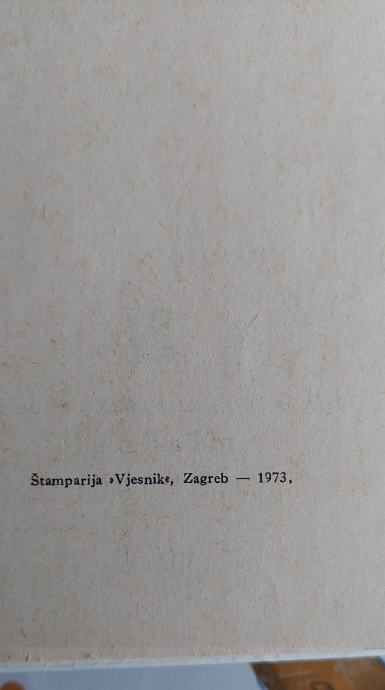 Štamparija »Vjesnik«, Zagreb — 1973,